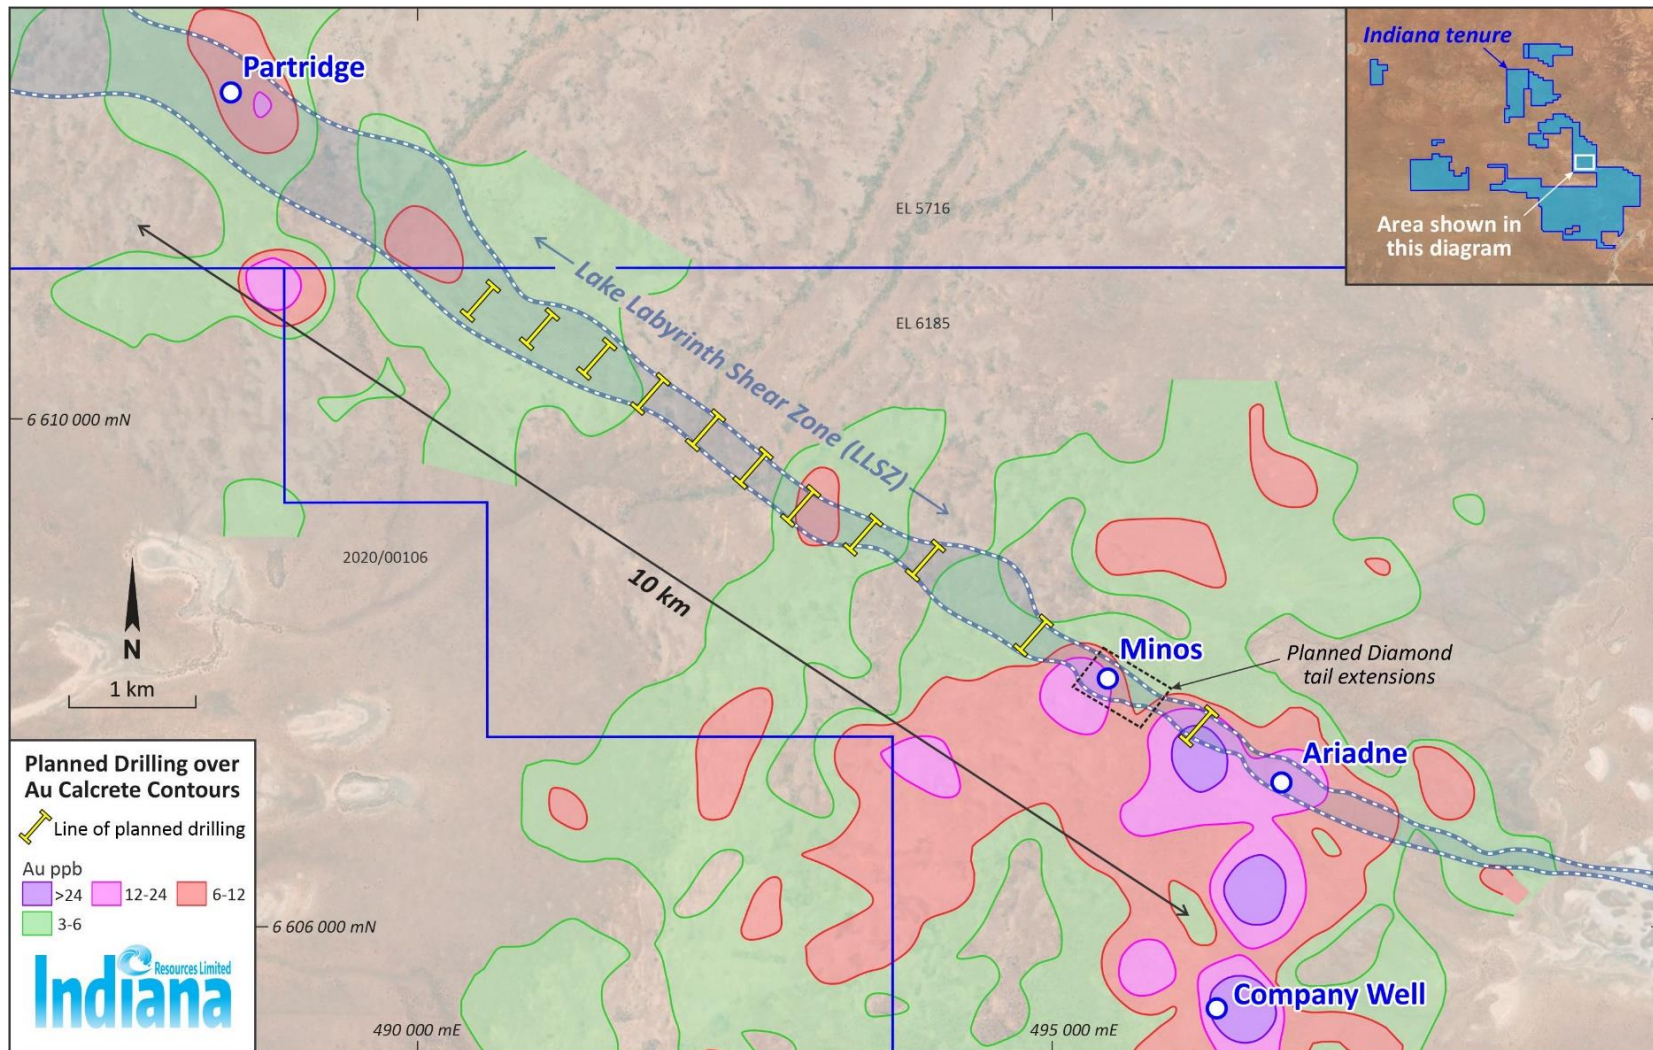 Partridge
Indiana tenure
Area shown in
this diagram
EL 5716
Lake Labyrinth Shear Zone (LLSZ)
EL 6185
6 610 000 mN
2020/00106
10 km
N
1 km
Minos
Planned Diamond
tail extensions
Ariadne
Planned Drilling over
Au Calcrete Contours
Line of planned drilling
Au ppb
>24 12-24 6-12
3-6
6 606 000 mN
Indiana
Resources Limited
Company Well
490 000 mE
495 000 mE